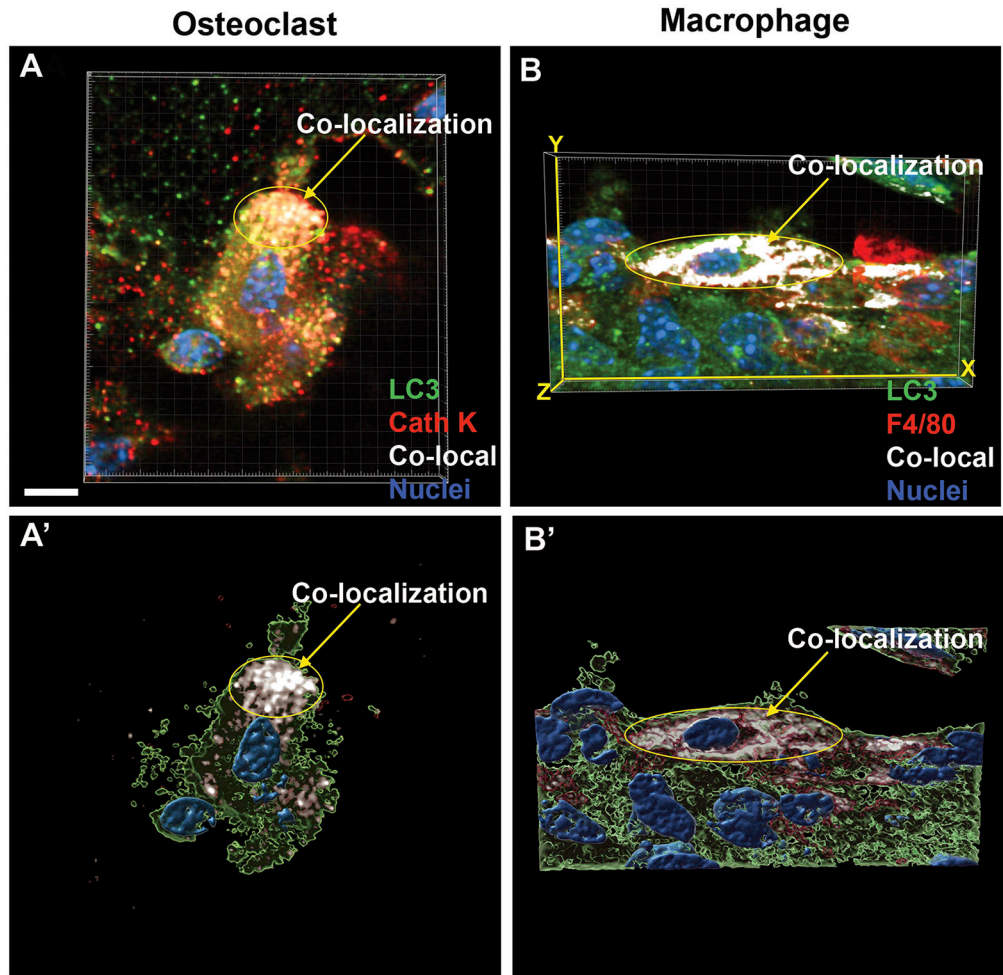 Osteoclast
Macrophage
A
Co-localization
LC3
Cath K
Co-local
Nuclei
B
Y
Co-localization
X
Z
LC3
F4/80
Co-local
Nuclei
A'
Co-localization
B'
Co-localization